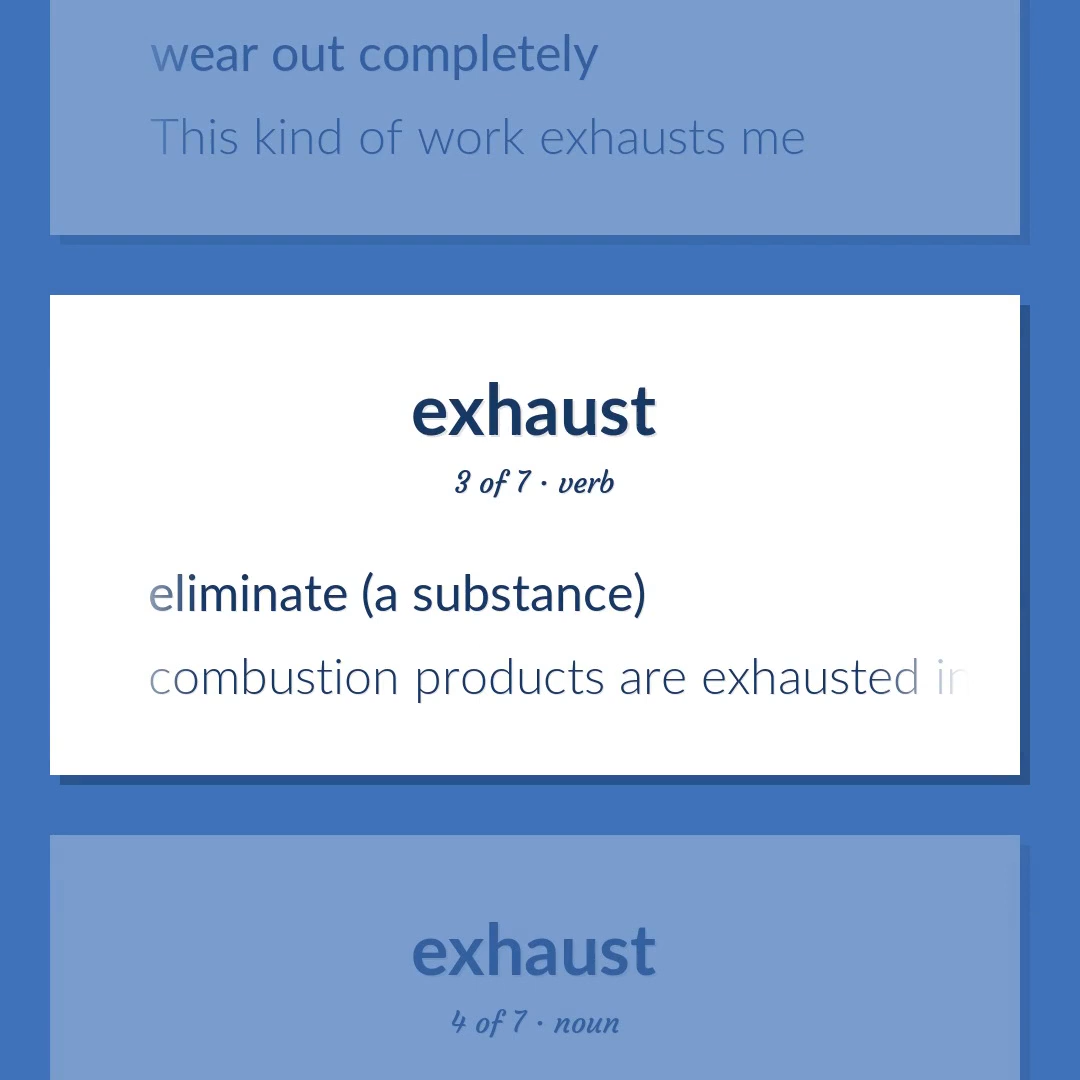 wear out completely
This kind of work exhausts me
exhaust
3 of 7 · verb
eliminate (a substance)
combustion products are exhausted in
exhaust
4 of 7 · noun